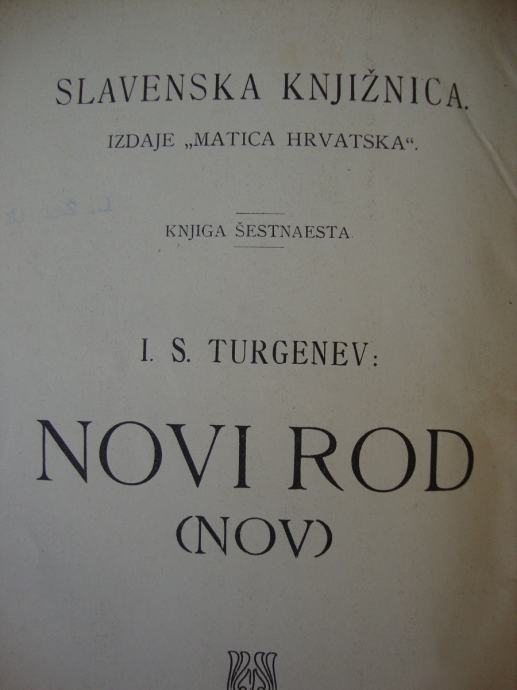 SLAVENSKA KNJIŽNICA.
IZDAJE „MATICA HRVATSKA“.
KNJIGA ŠESTNAESTA
I. S. TURGENEV:
NOVI ROD
(NOV)